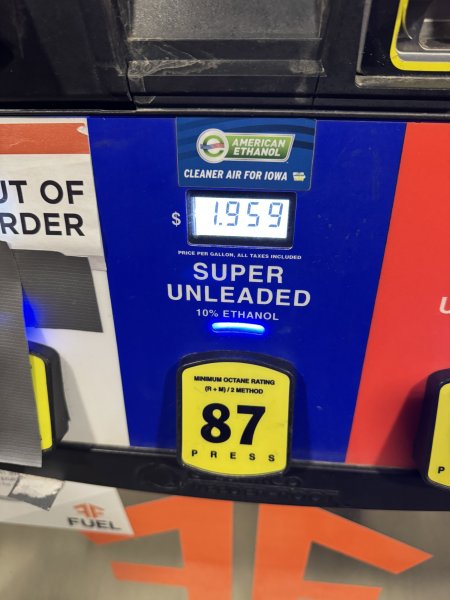 AMERICAN
ETHANOL
CLEANER AIR FOR IOWA
UT OF
RDER
$ 1.959
PRICE PER GALLON, ALL TAXES INCLUDED
SUPER
UNLEADED
10% ETHANOL
MINIMUM OCTANE RATING
(R + M) / 2 METHOD
87
PRESS
U
P
FUEL